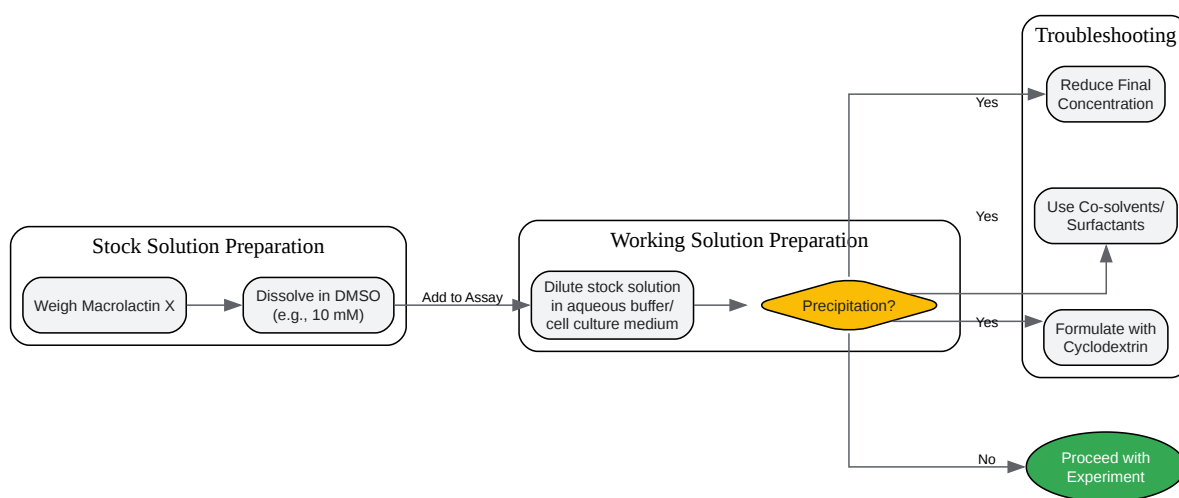 Stock Solution Preparation
Weigh Macrolactin X
Dissolve in DMSO
(e.g., 10 mM)
Add to Assay
Working Solution Preparation
Dilute stock solution
in aqueous buffer/
cell culture medium
Precipitation?
Troubleshooting
Yes
Reduce Final
Concentration
Yes
Use Co-solvents/
Surfactants
Yes
Formulate with
Cyclodextrin
No
Proceed with
Experiment